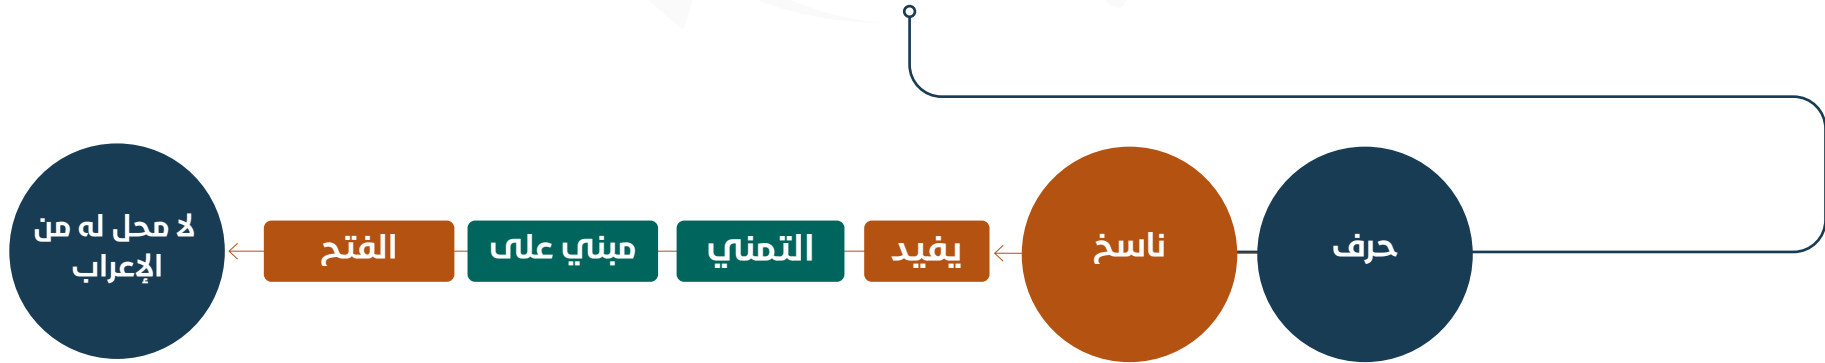 حرف
ناسخ
يفيد
التمني
مبني على
الفتح
لا محل له من
الإعراب